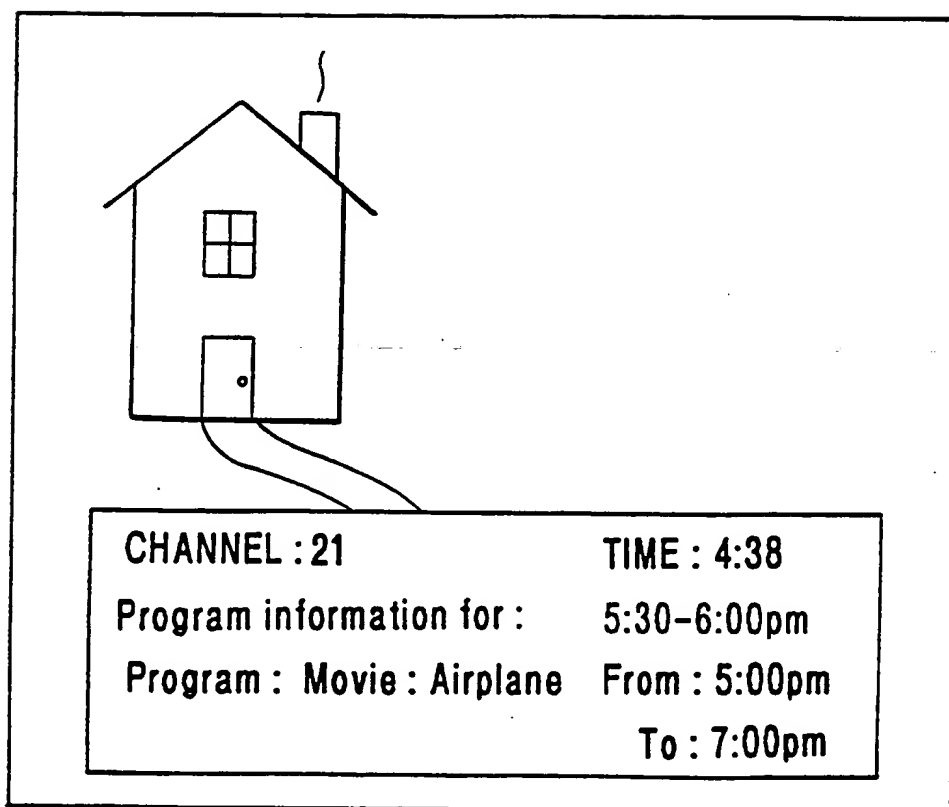 CHANNEL : 21 TIME : 4:38
Program information for : 5:30-6:00pm
Program : Movie : Airplane From : 5:00pm
To : 7:00pm